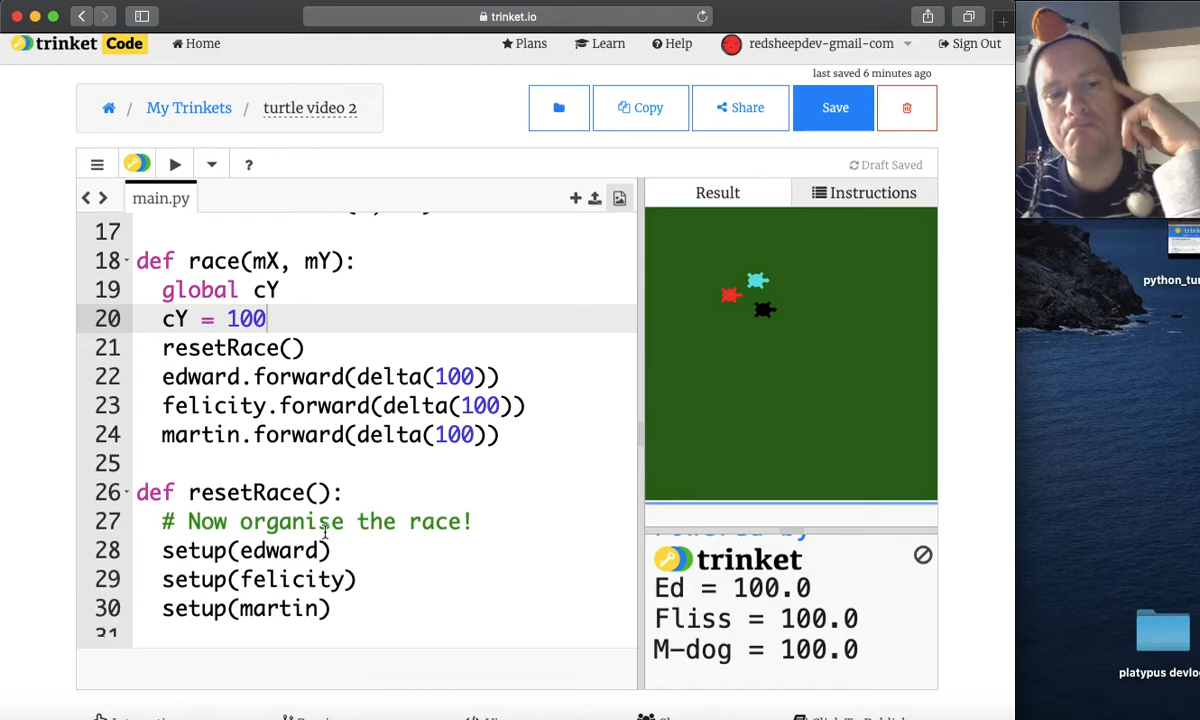 trinket.io
trinket Code Home Plans Learn Help redsheepdev-gmail-com Sign Out
last saved 6 minutes ago
/ My Trinkets / turtle video 2 Copy Share Save
? Draft Saved
main.py Result Instructions
17
18 def race(mX, mY):
19 global cY
20 cY = 100
21 resetRace()
22 edward.forward(delta(100))
23 felicity.forward(delta(100))
24 martin.forward(delta(100))
25
26 def resetRace():
27 # Now organise the race!
28 setup(edward)
29 setup(felicity)
30 setup(martin)
31
Powered by
trinket
Ed = 100.0
Fliss = 100.0
M-dog = 100.0
python_tur
platypus devlo